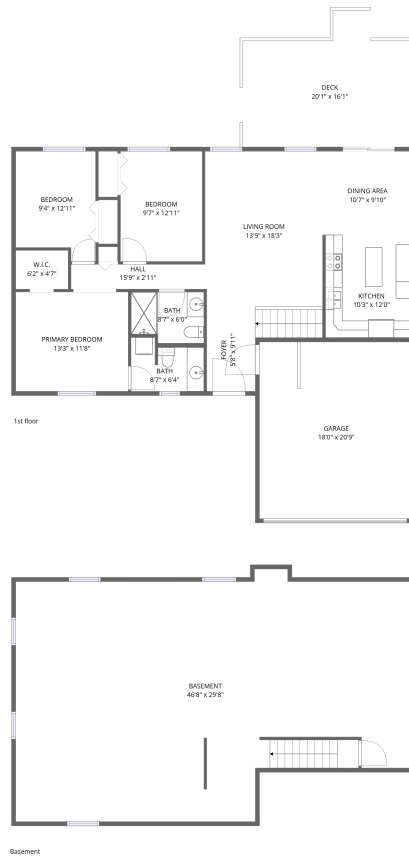 DECK
20'1" x 16'1"
BEDROOM
9'4" x 12'11"
BEDROOM
9'7" x 12'11"
DINING AREA
10'7" x 9'10"
LIVING ROOM
13'9" x 18'3"
W.I.C.
6'2" x 4'7"
HALL
15'9" x 2'11"
KITCHEN
10'3" x 12'0"
BATH
8'7" x 6'0"
PRIMARY BEDROOM
13'3" x 11'8"
FOYER
5'8" x 9'11"
BATH
8'7" x 6'4"
1st floor
GARAGE
18'0" x 20'9"
BASEMENT
46'8" x 29'8"
Basement